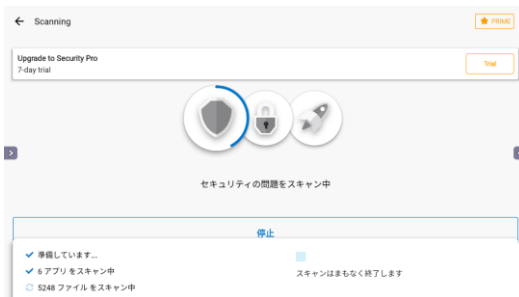 Scanning
PRIME
Upgrade to Security Pro
7-day trial
Trial
セキュリティの問題をスキャン中
停止
準備しています...
6 アプリ をスキャン中
5248 ファイル をスキャン中
スキャンはまもなく終了します